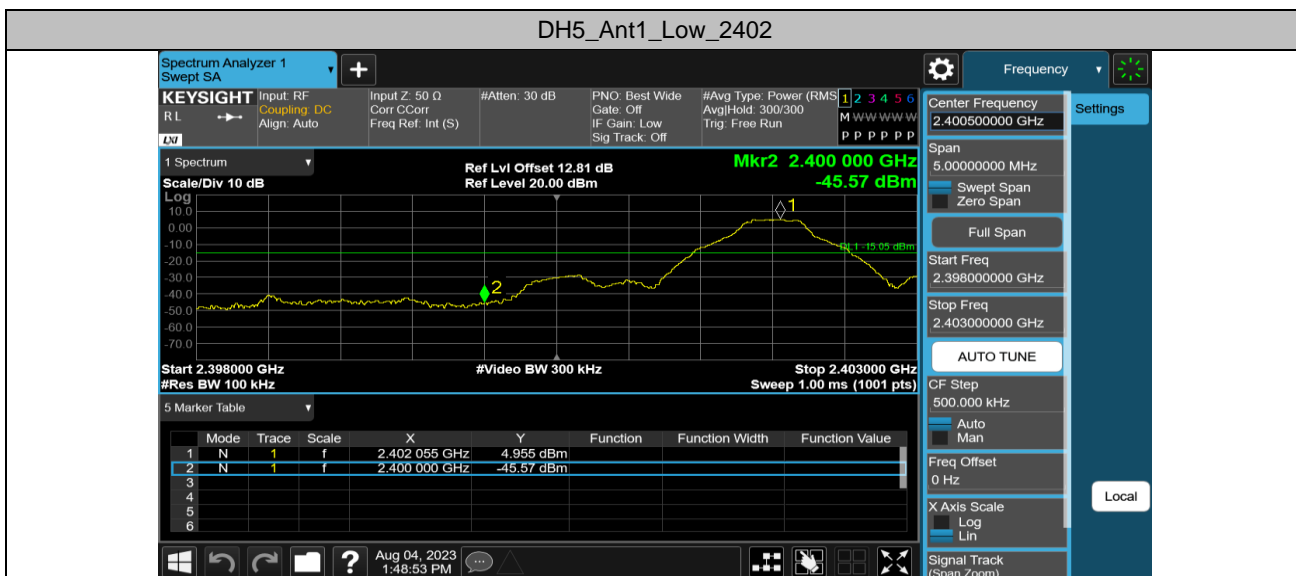 DH5_Ant1_Low_2402
Spectrum Analyzer 1
Swept SA
Frequency
KEYSIGHT
R L
LXI
Input: RF
Coupling: DC
Align: Auto
Input Z: 50 Ω
Corr CCorr
Freq Ref: Int (S)
#Atten: 30 dB
PNO: Best Wide
Gate: Off
IF Gain: Low
Sig Track: Off
#Avg Type: Power (RMS
Avg|Hold: 300/300
Trig: Free Run
1 2 3 4 5 6
M W W W W W
P P P P P P
1 Spectrum
Scale/Div 10 dB
Ref Lvl Offset 12.81 dB
Ref Level 20.00 dBm
Mkr2 2.400 000 GHz
-45.57 dBm
Log
10.0
0.00
-10.0
-20.0
-30.0
-40.0
-50.0
-60.0
-70.0
1
2
DL1 -15.05 dBm
Start 2.398000 GHz
#Res BW 100 kHz
#Video BW 300 kHz
Stop 2.403000 GHz
Sweep 1.00 ms (1001 pts)
5 Marker Table
Mode Trace Scale X Y Function Function Width Function Value
1 N 1 f 2.402 055 GHz 4.955 dBm
2 N 1 f 2.400 000 GHz -45.57 dBm
3
4
5
6
Aug 04, 2023
1:48:53 PM
Center Frequency
2.400500000 GHz
Span
5.00000000 MHz
Swept Span
Zero Span
Full Span
Start Freq
2.398000000 GHz
Stop Freq
2.403000000 GHz
AUTO TUNE
CF Step
500.000 kHz
Auto
Man
Freq Offset
0 Hz
X Axis Scale
Log
Lin
Signal Track
(Span Zoom)
Settings
Local